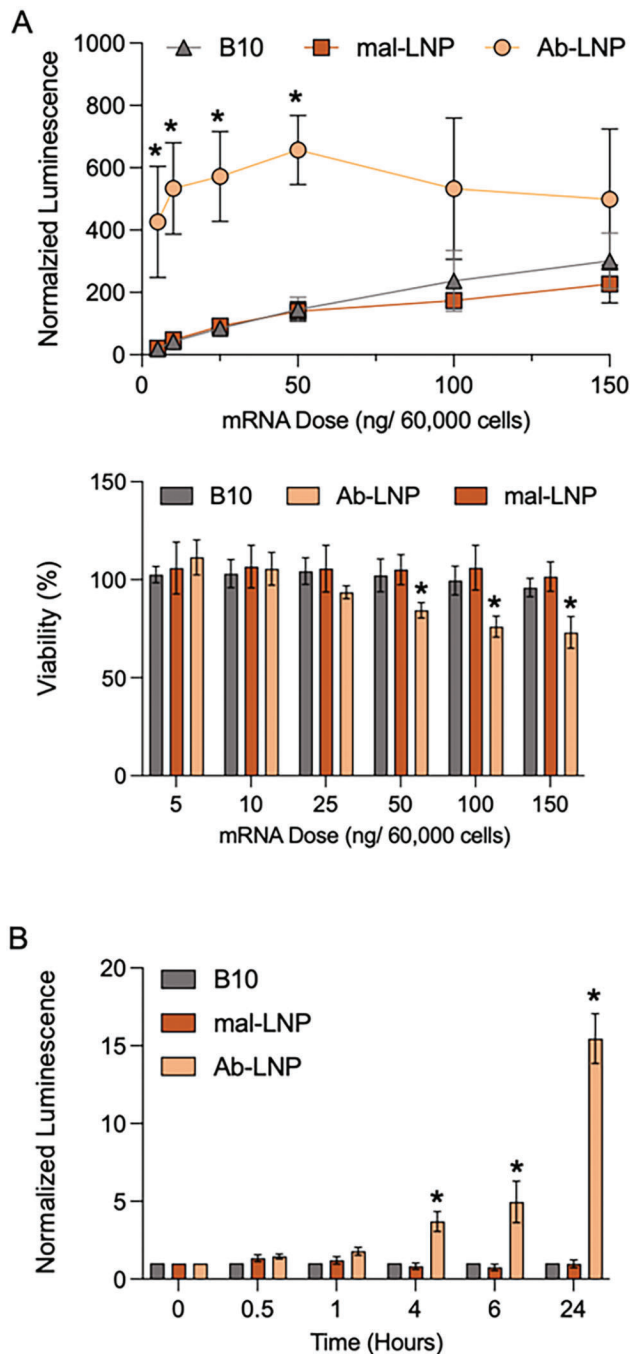 A
B10 mal-LNP Ab-LNP
Normalzied Luminescence
1000
800
600
400
200
0
* * * *
0 50 100 150
mRNA Dose (ng/ 60,000 cells)
B10 Ab-LNP mal-LNP
Viability (%)
150
100
50
0
* * *
5 10 25 50 100 150
mRNA Dose (ng/ 60,000 cells)
B
Normalized Luminescence
20
15
10
5
0
B10
mal-LNP
Ab-LNP
* * *
0 0.5 1 4 6 24
Time (Hours)